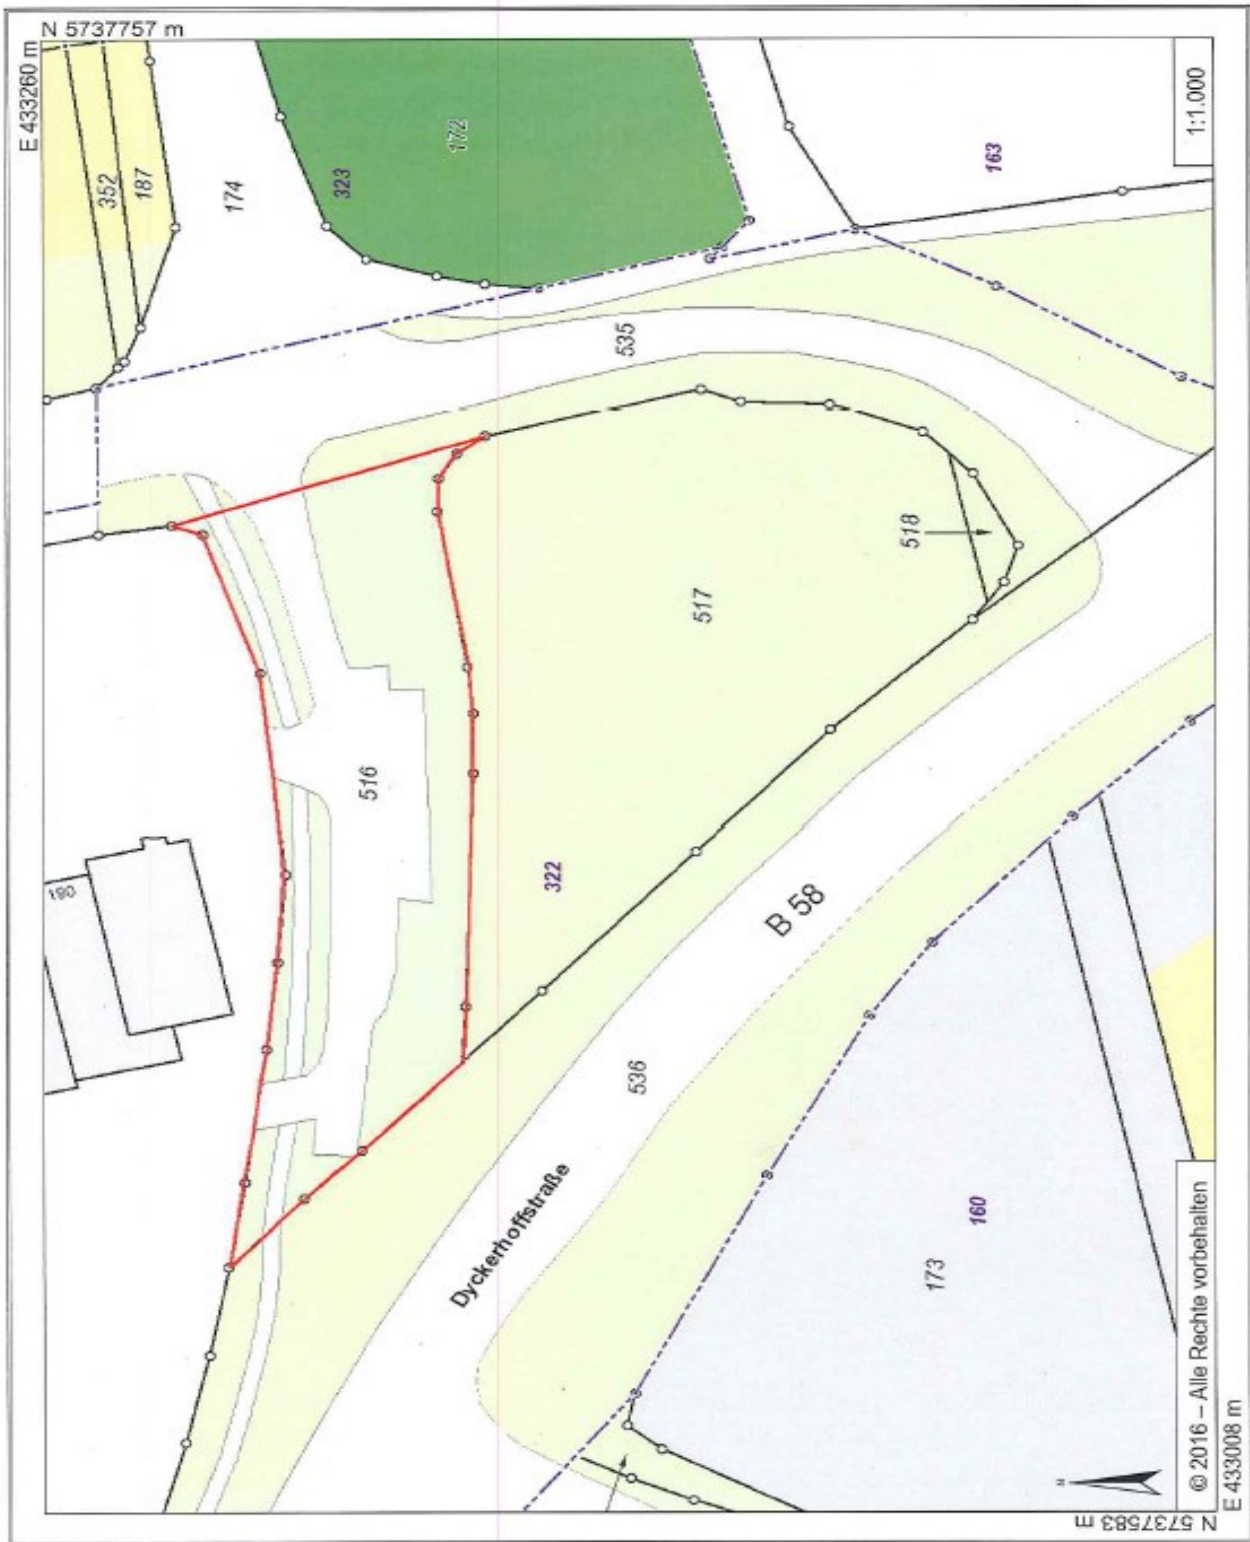 N 5737757 m
E 433260 m
352
187
174
323
172
163
1:1.000
535
518
517
516
190
322
B 58
536
Dyckerhoffstraße
160
173
N
© 2016 – Alle Rechte vorbehalten
N 5737583 m
E 433008 m